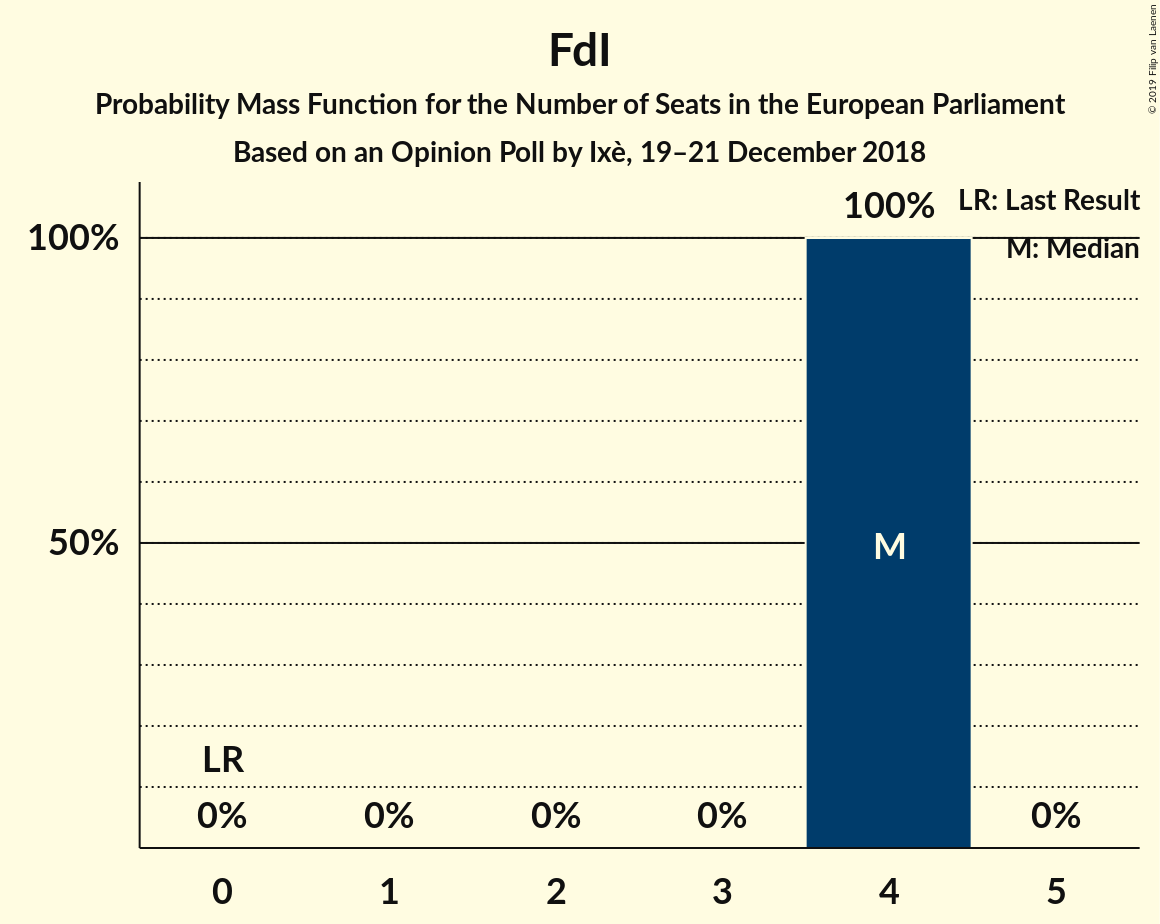 FdI
Probability Mass Function for the Number of Seats in the European Parliament
Based on an Opinion Poll by Ixè, 19–21 December 2018
© 2019 Filip van Laenen
LR: Last Result
M: Median
100%
100%
50%
M
LR
0% 0% 0% 0% 0%
0 1 2 3 4 5